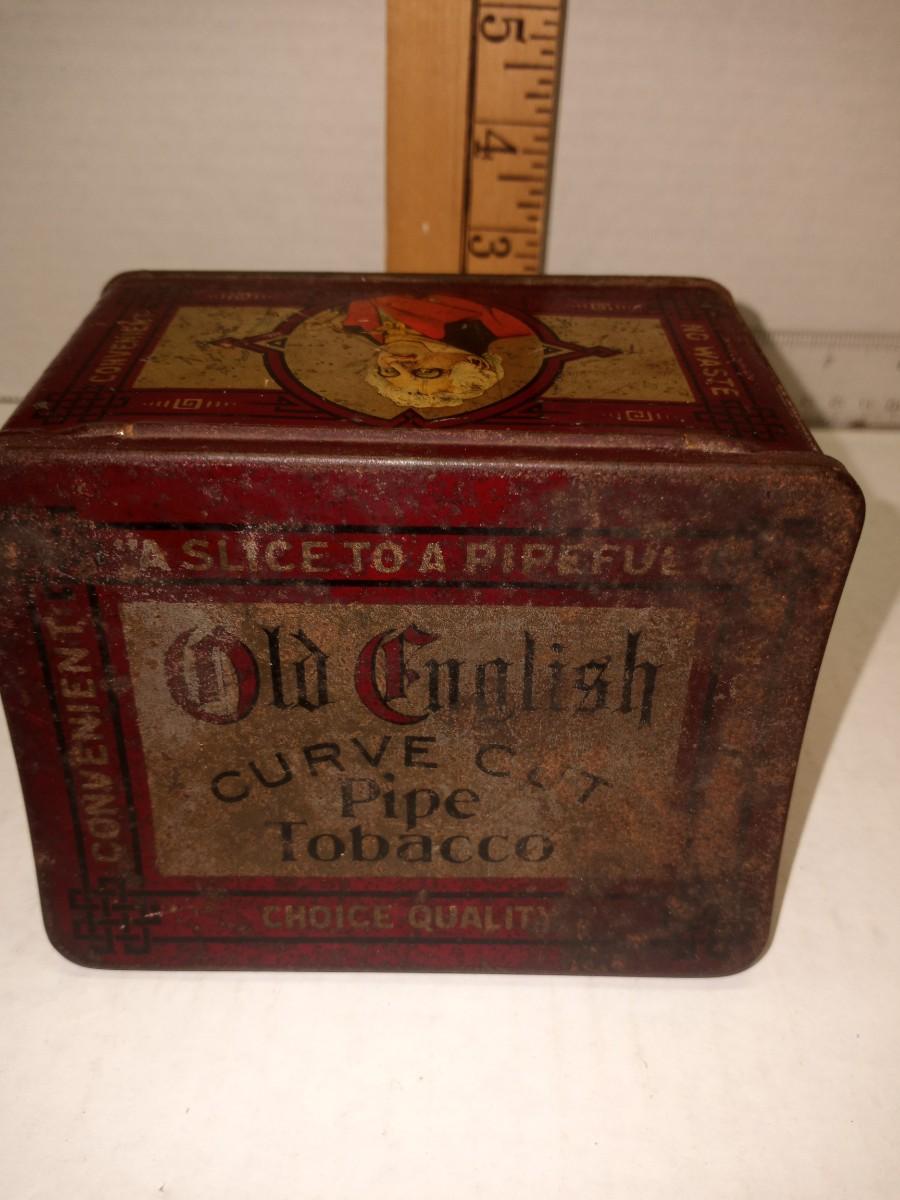 5
4
3
CONVENIENT
NO WASTE
"A SLICE TO A PIPEFUL
CONVENIENT
Old English
CURVE CUT
Pipe
Tobacco
CHOICE QUALITY